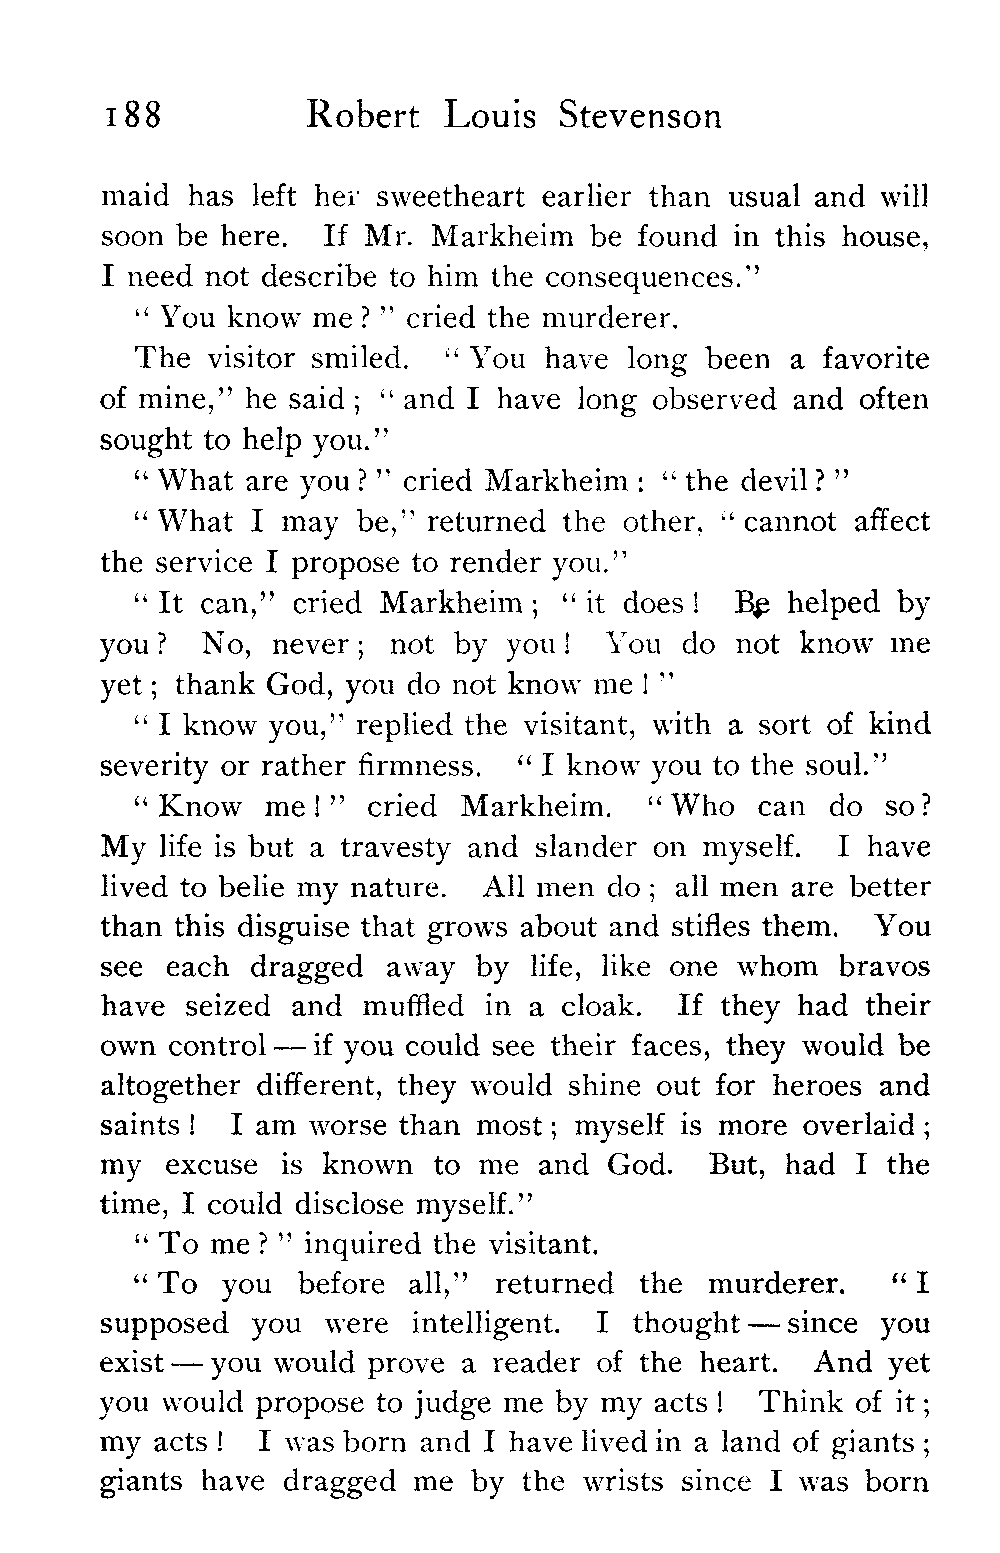 188 Robert Louis Stevenson
maid has left her sweetheart earlier than usual and will
soon be here. If Mr. Markheim be found in this house,
I need not describe to him the consequences."
"You know me?" cried the murderer.
The visitor smiled. "You have long been a favorite
of mine," he said; "and I have long observed and often
sought to help you."
"What are you?" cried Markheim: "the devil?"
"What I may be," returned the other, "cannot affect
the service I propose to render you."
"It can," cried Markheim; "it does! Be helped by
you? No, never; not by you! You do not know me
yet; thank God, you do not know me!"
"I know you," replied the visitant, with a sort of kind
severity or rather firmness. "I know you to the soul."
"Know me!" cried Markheim. "Who can do so?
My life is but a travesty and slander on myself. I have
lived to belie my nature. All men do; all men are better
than this disguise that grows about and stifles them. You
see each dragged away by life, like one whom bravos
have seized and muffled in a cloak. If they had their
own control—if you could see their faces, they would be
altogether different, they would shine out for heroes and
saints! I am worse than most; myself is more overlaid;
my excuse is known to me and God. But, had I the
time, I could disclose myself."
"To me?" inquired the visitant.
"To you before all," returned the murderer. "I
supposed you were intelligent. I thought—since you
exist—you would prove a reader of the heart. And yet
you would propose to judge me by my acts! Think of it;
my acts! I was born and I have lived in a land of giants;
giants have dragged me by the wrists since I was born